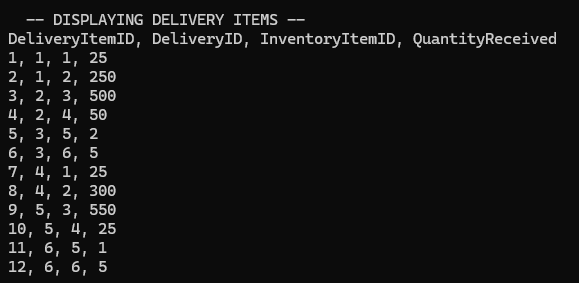 -- DISPLAYING DELIVERY ITEMS --
DeliveryItemID, DeliveryID, InventoryItemID, QuantityReceived
1, 1, 1, 25
2, 1, 2, 250
3, 2, 3, 500
4, 2, 4, 50
5, 3, 5, 2
6, 3, 6, 5
7, 4, 1, 25
8, 4, 2, 300
9, 5, 3, 550
10, 5, 4, 25
11, 6, 5, 1
12, 6, 6, 5